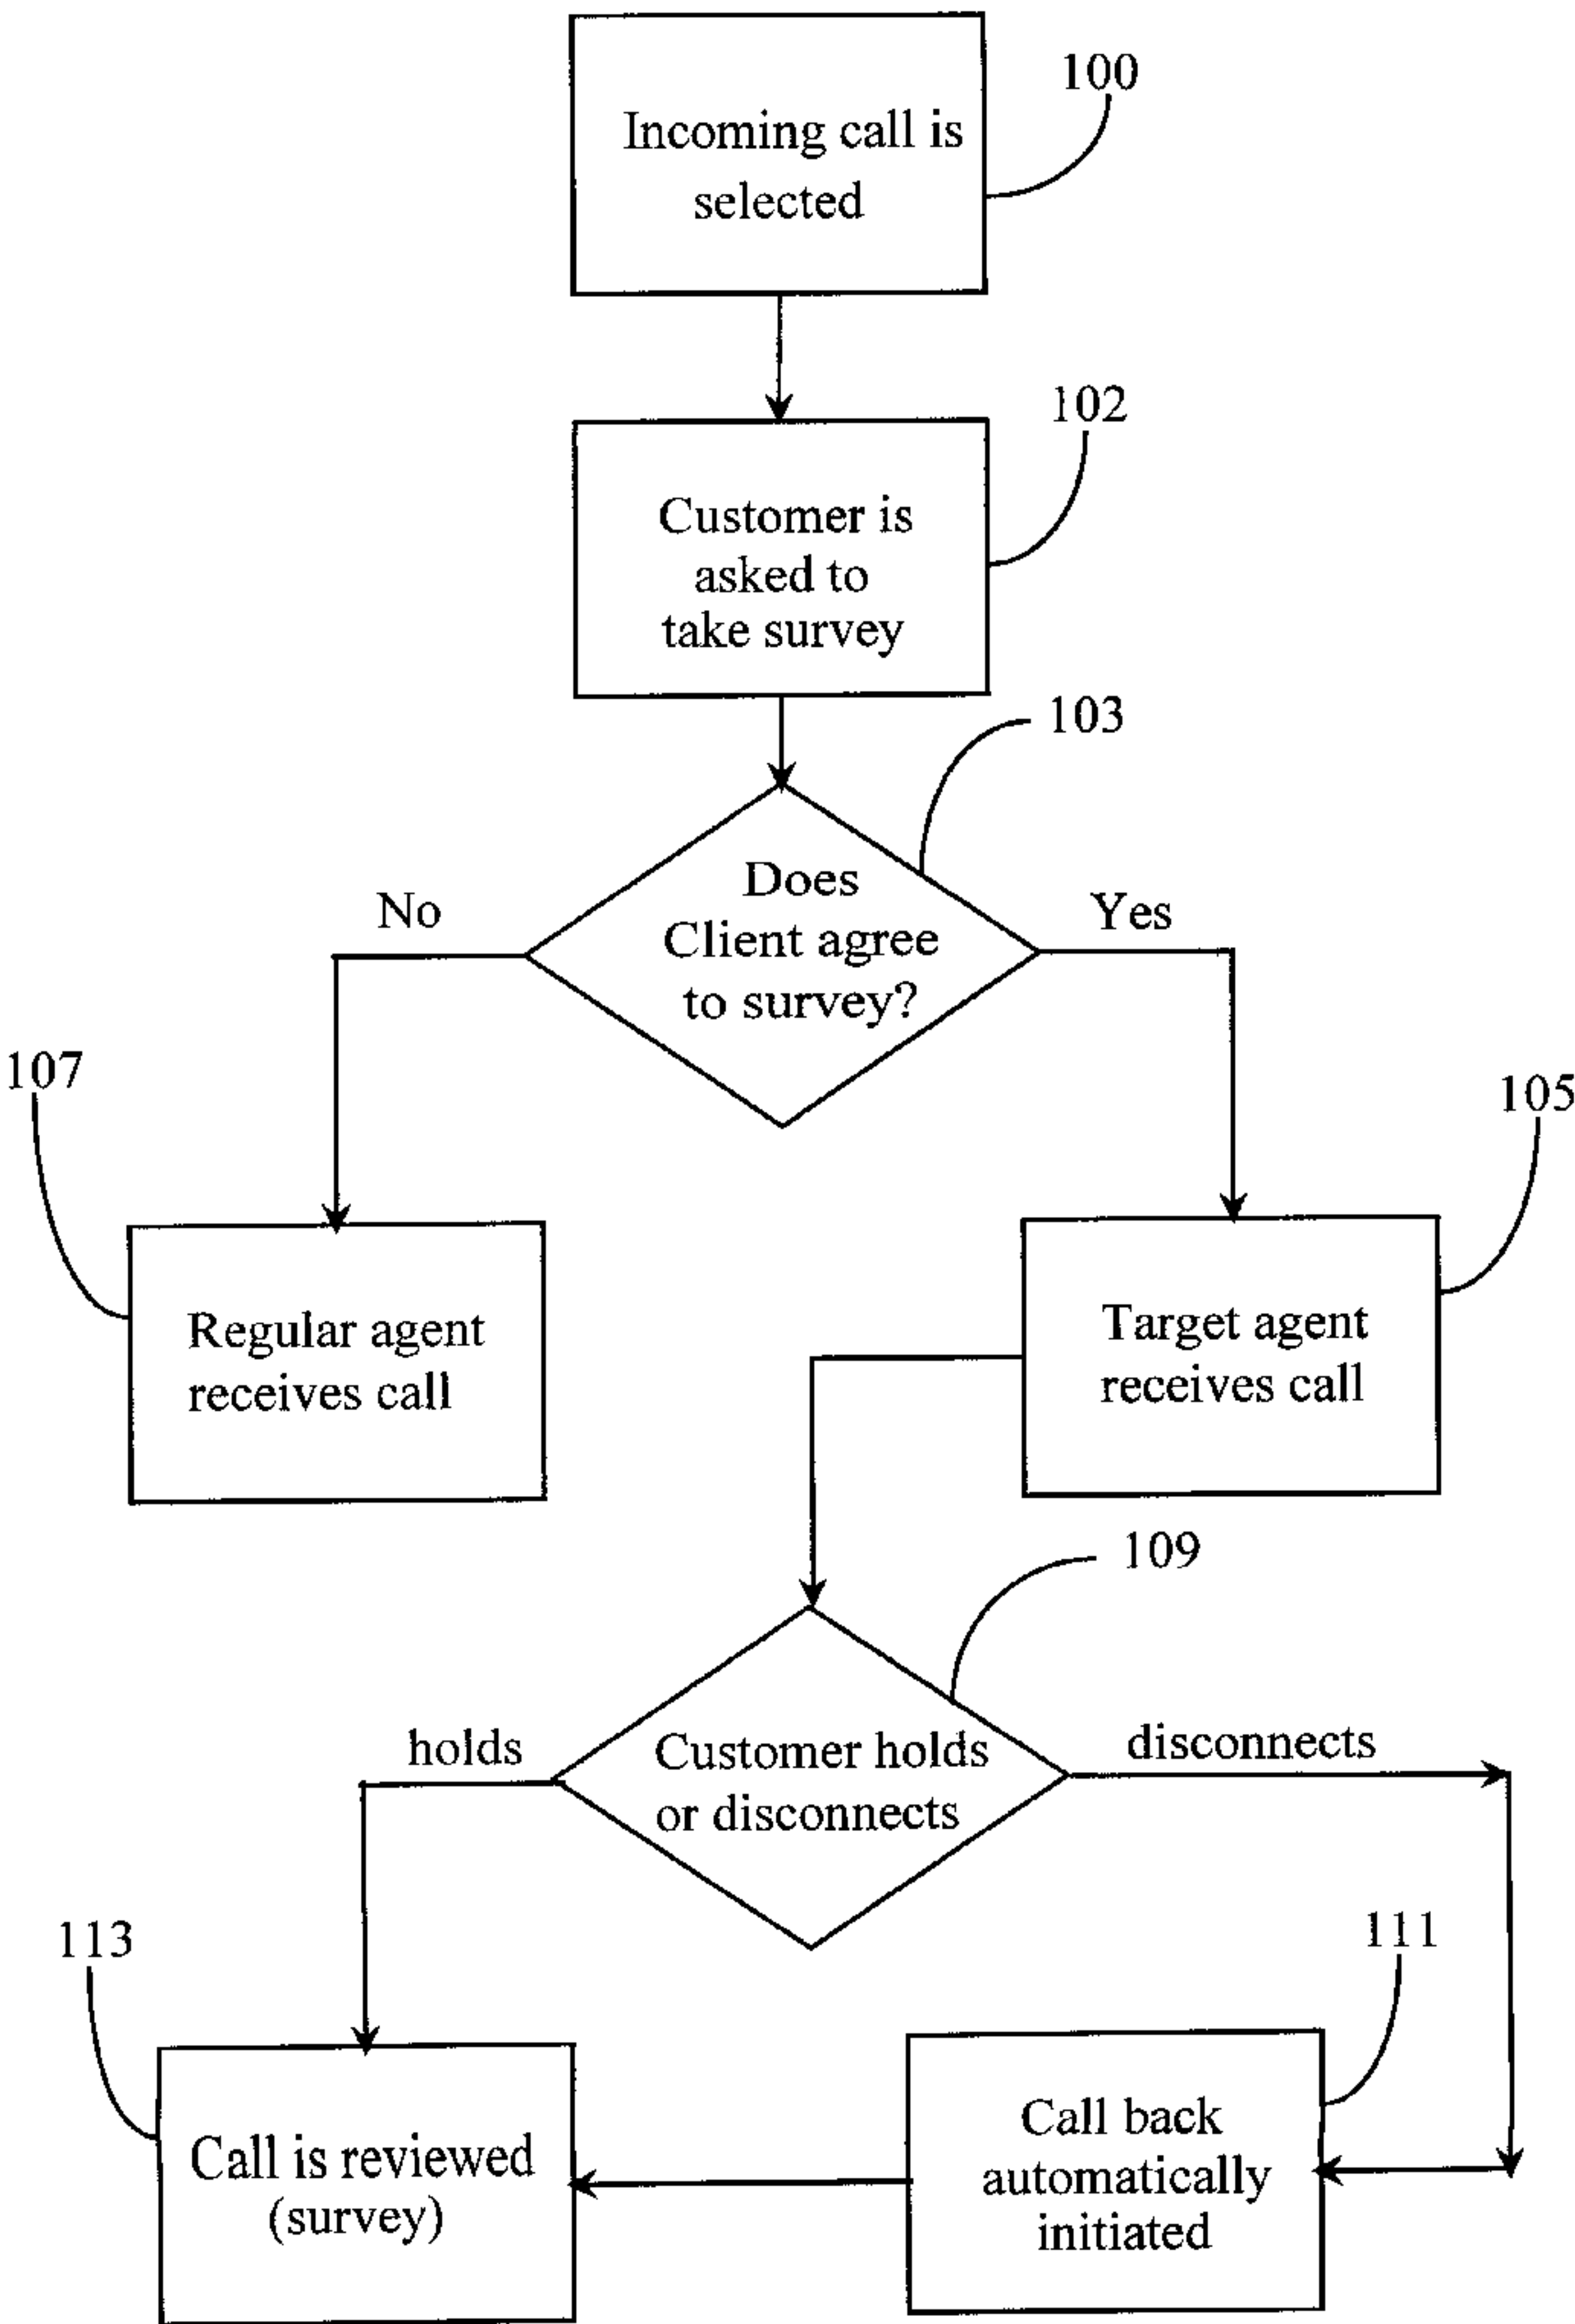 100
Incoming call is
selected
102
Customer is
asked to
take survey
103
Does
Client agree
to survey?
No
Yes
107
105
Regular agent
receives call
Target agent
receives call
109
holds
Customer holds
or disconnects
disconnects
113
111
Call is reviewed
(survey)
Call back
automatically
initiated